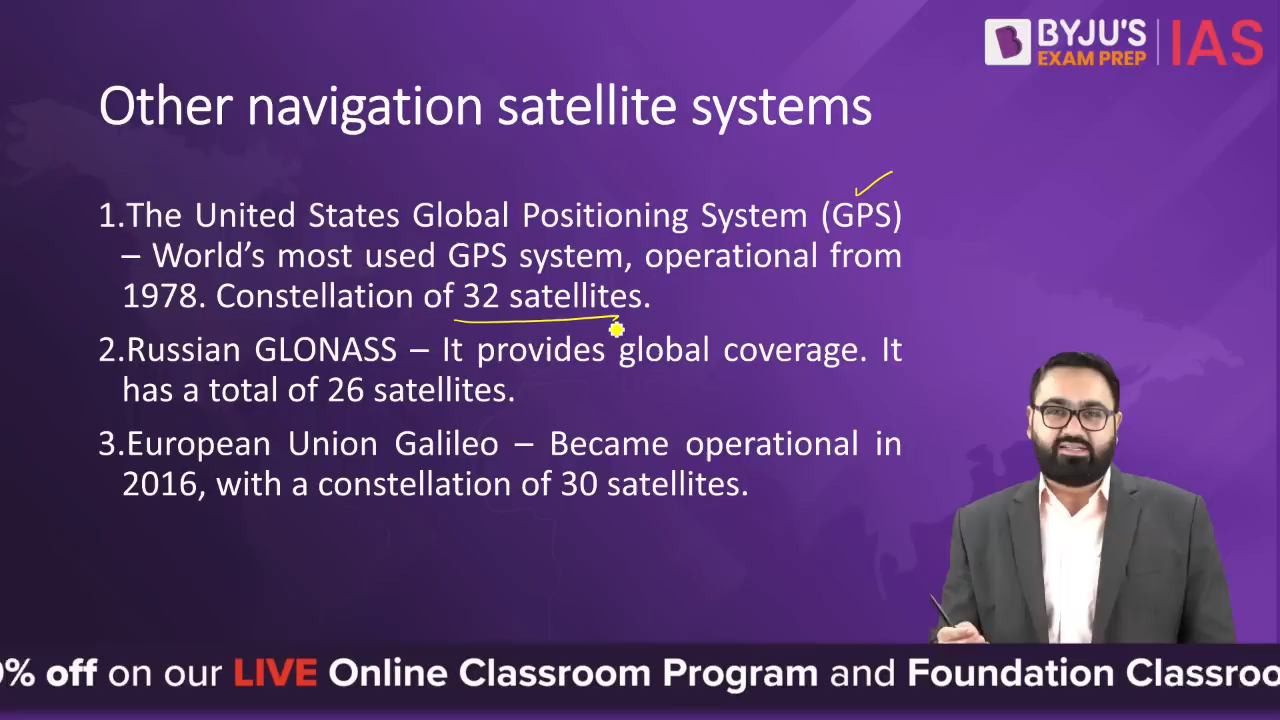 BYJU'S
EXAM PREP
IAS
Other navigation satellite systems
1.The United States Global Positioning System (GPS)
– World's most used GPS system, operational from
1978. Constellation of 32 satellites.
2.Russian GLONASS – It provides global coverage. It
has a total of 26 satellites.
3.European Union Galileo – Became operational in
2016, with a constellation of 30 satellites.
% off on our LIVE Online Classroom Program and Foundation Classroo